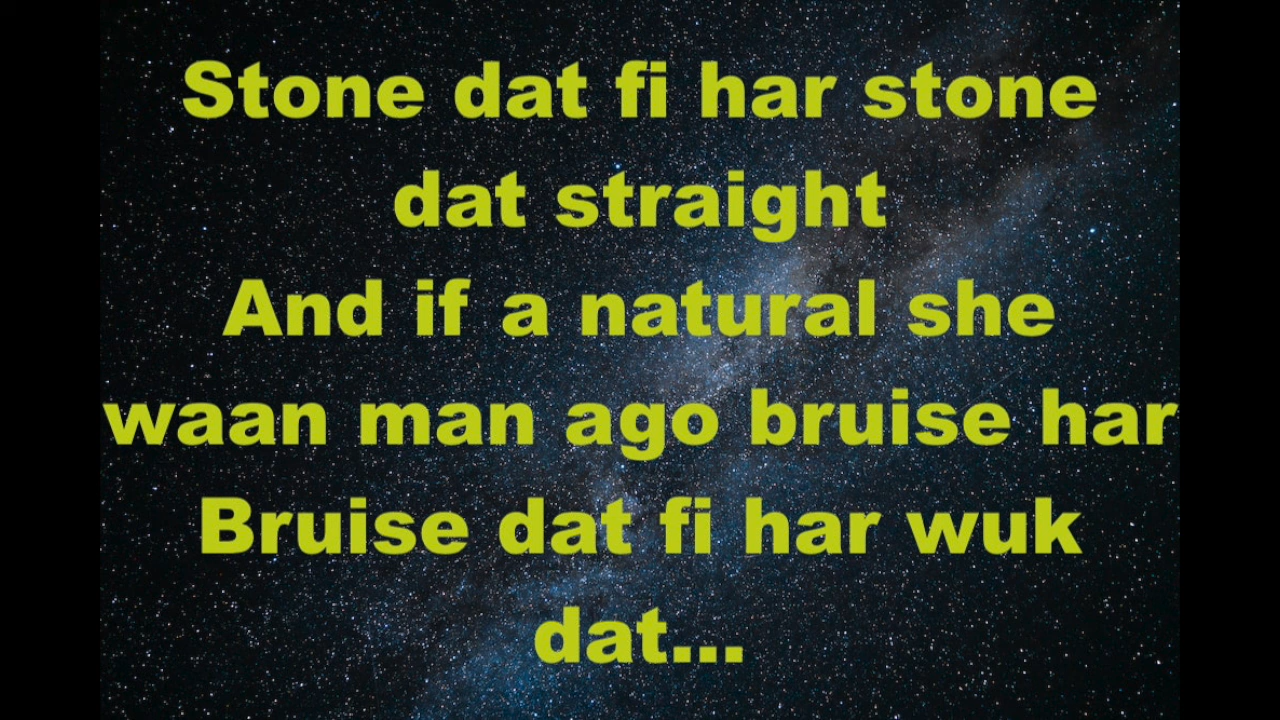 Stone dat fi har stone
dat straight
And if a natural she
waan man ago bruise har
Bruise dat fi har wuk
dat...